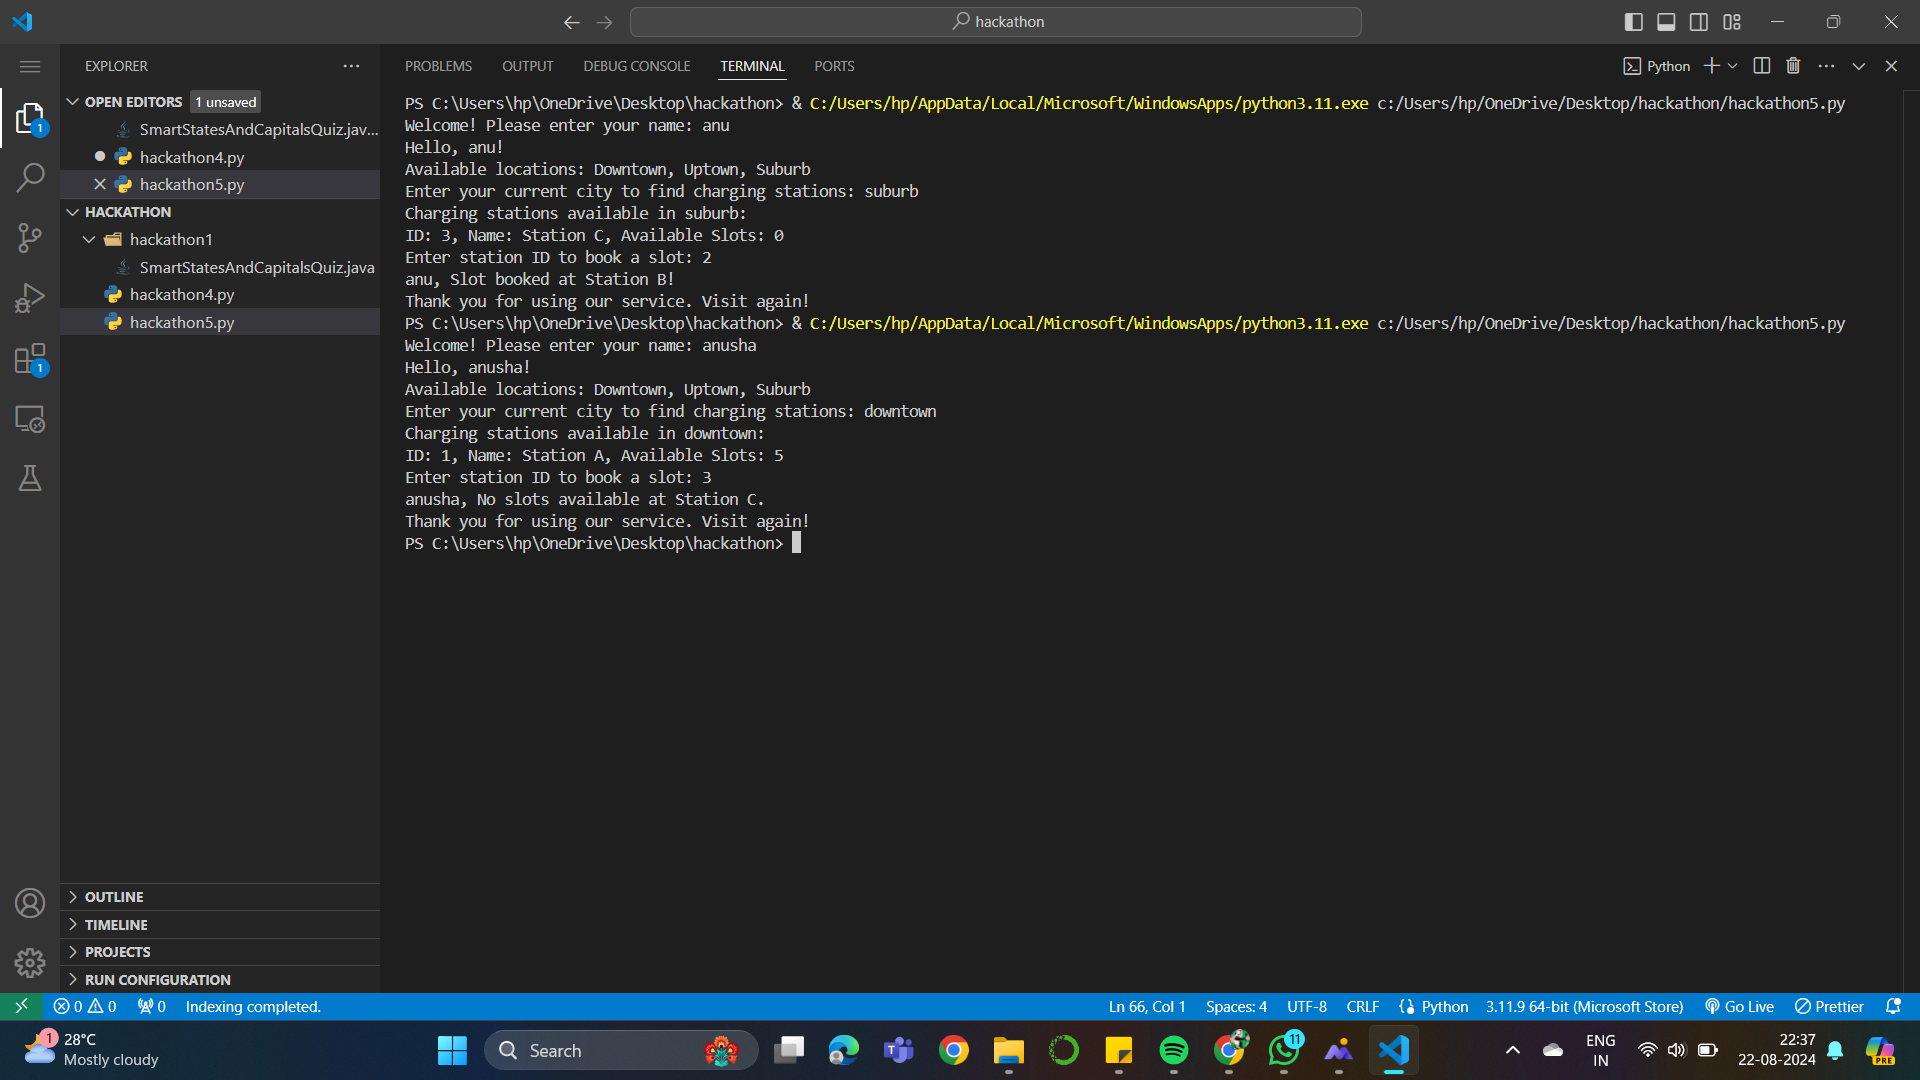 hackathon
EXPLORER
OPEN EDITORS 1 unsaved
SmartStatesAndCapitalsQuiz.jav...
hackathon4.py
hackathon5.py
HACKATHON
hackathon1
SmartStatesAndCapitalsQuiz.java
hackathon4.py
hackathon5.py
1
1
OUTLINE
TIMELINE
PROJECTS
RUN CONFIGURATION
PROBLEMS OUTPUT DEBUG CONSOLE TERMINAL PORTS
Python
PS C:\Users\hp\OneDrive\Desktop\hackathon> & C:/Users/hp/AppData/Local/Microsoft/WindowsApps/python3.11.exe c:/Users/hp/OneDrive/Desktop/hackathon/hackathon5.py
Welcome! Please enter your name: anu
Hello, anu!
Available locations: Downtown, Uptown, Suburb
Enter your current city to find charging stations: suburb
Charging stations available in suburb:
ID: 3, Name: Station C, Available Slots: 0
Enter station ID to book a slot: 2
anu, Slot booked at Station B!
Thank you for using our service. Visit again!
PS C:\Users\hp\OneDrive\Desktop\hackathon> & C:/Users/hp/AppData/Local/Microsoft/WindowsApps/python3.11.exe c:/Users/hp/OneDrive/Desktop/hackathon/hackathon5.py
Welcome! Please enter your name: anusha
Hello, anusha!
Available locations: Downtown, Uptown, Suburb
Enter your current city to find charging stations: downtown
Charging stations available in downtown:
ID: 1, Name: Station A, Available Slots: 5
Enter station ID to book a slot: 3
anusha, No slots available at Station C.
Thank you for using our service. Visit again!
PS C:\Users\hp\OneDrive\Desktop\hackathon>
0 0 0 Indexing completed. Ln 66, Col 1 Spaces: 4 UTF-8 CRLF {} Python 3.11.9 64-bit (Microsoft Store) Go Live Prettier
1 28°C
Mostly cloudy
Search
11
ENG
IN
22:37
22-08-2024
PRE